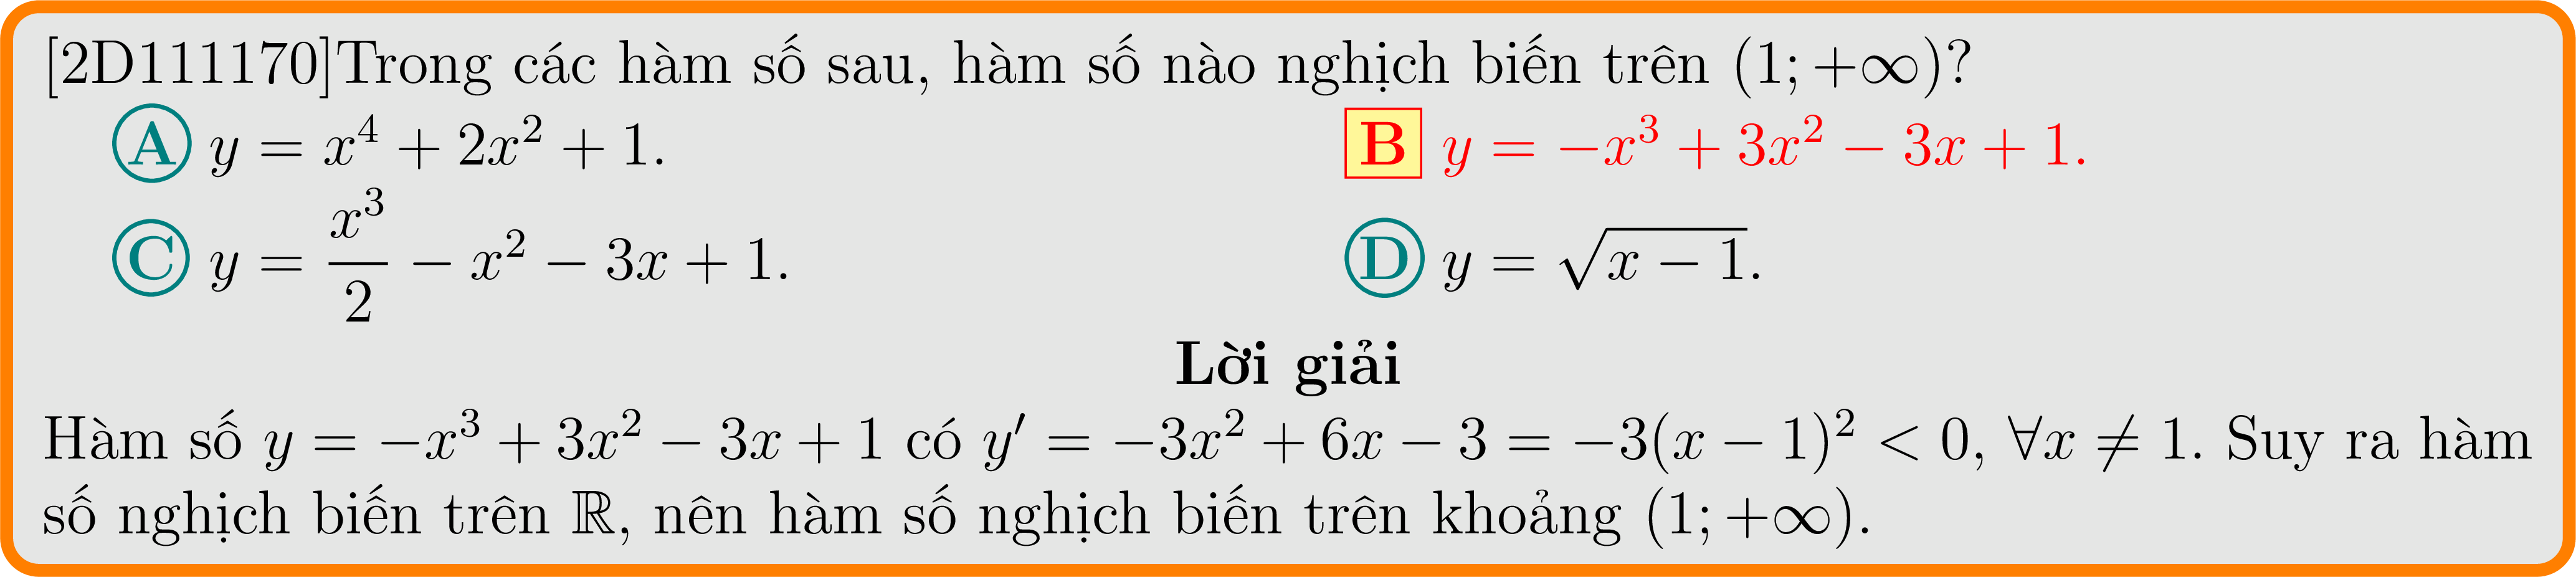 [2D111170]Trong các hàm số sau, hàm số nào nghịch biến trên (1; +∞)?
A y = x⁴ + 2x² + 1. B y = −x³ + 3x² − 3x + 1.
C y = x³/2 − x² − 3x + 1. D y = √(x − 1).
Lời giải
Hàm số y = −x³ + 3x² − 3x + 1 có y′ = −3x² + 6x − 3 = −3(x − 1)² < 0, ∀x ≠ 1. Suy ra hàm
số nghịch biến trên ℝ, nên hàm số nghịch biến trên khoảng (1; +∞).